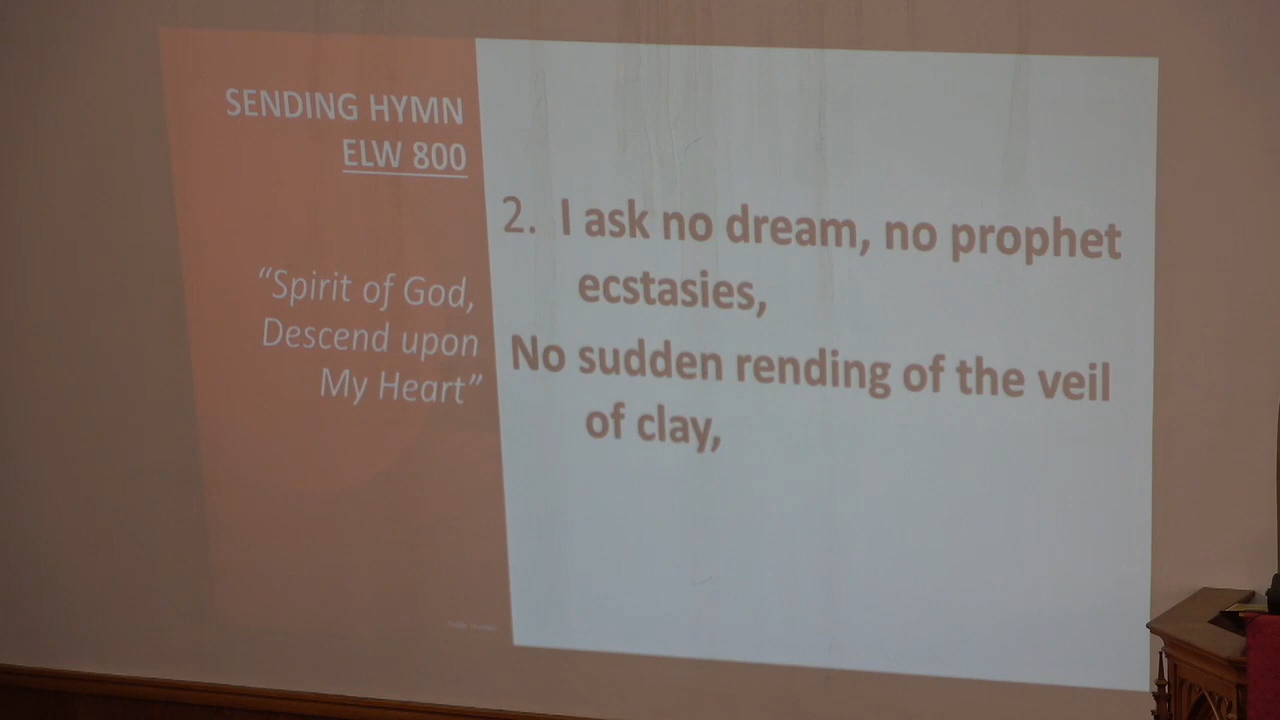 SENDING HYMN
ELW 800
“Spirit of God,
Descend upon
My Heart”
2. I ask no dream, no prophet
ecstasies,
No sudden rending of the veil
of clay,